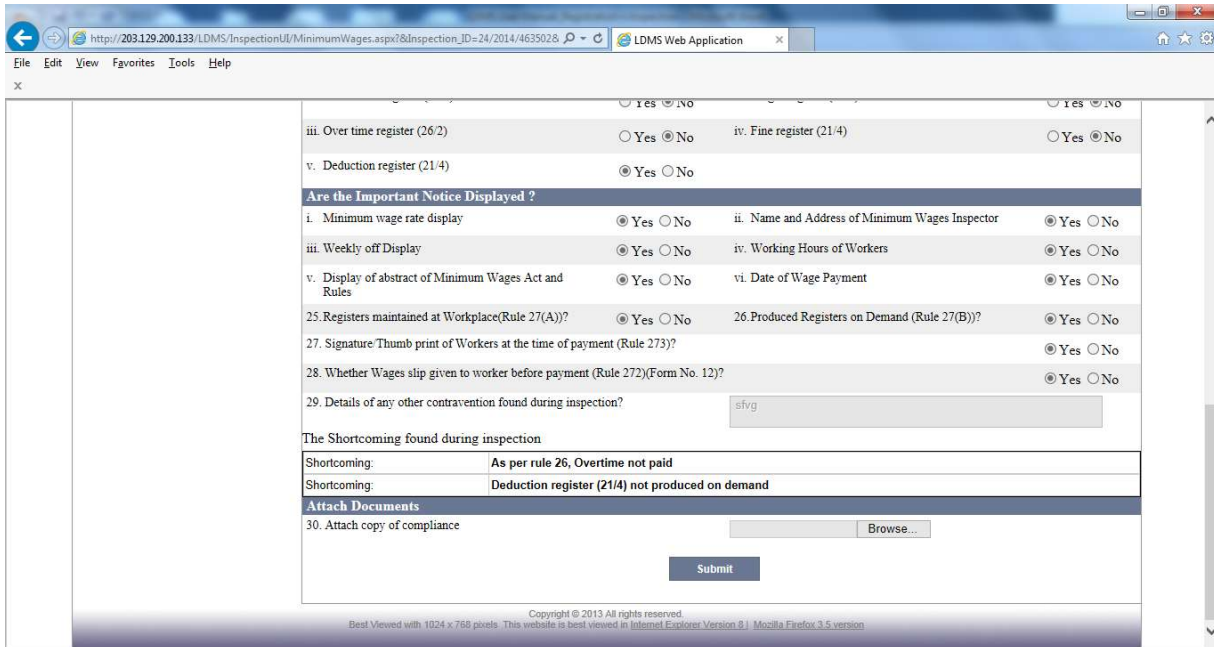 http://203.129.200.133/LDMS/InspectionUI/MinimumWages.aspx?&Inspection_ID=24/2014/463502& LDMS Web Application
File Edit View Favorites Tools Help
x
Yes No Yes No
iii. Over time register (26/2) Yes No iv. Fine register (21/4) Yes No
v. Deduction register (21/4) Yes No
Are the Important Notice Displayed ?
i. Minimum wage rate display Yes No ii. Name and Address of Minimum Wages Inspector Yes No
iii. Weekly off Display Yes No iv. Working Hours of Workers Yes No
v. Display of abstract of Minimum Wages Act and Yes No vi. Date of Wage Payment Yes No
Rules
25.Registers maintained at Workplace(Rule 27(A))? Yes No 26.Produced Registers on Demand (Rule 27(B))? Yes No
27. Signature/Thumb print of Workers at the time of payment (Rule 273)? Yes No
28. Whether Wages slip given to worker before payment (Rule 272)(Form No. 12)? Yes No
29. Details of any other contravention found during inspection? sfvg
The Shortcoming found during inspection
Shortcoming: As per rule 26, Overtime not paid
Shortcoming: Deduction register (21/4) not produced on demand
Attach Documents
30. Attach copy of compliance Browse...
Submit
Copyright © 2013 All rights reserved.
Best Viewed with 1024 x 768 pixels This website is best viewed in Internet Explorer Version 8 | Mozilla Firefox 3.5 version